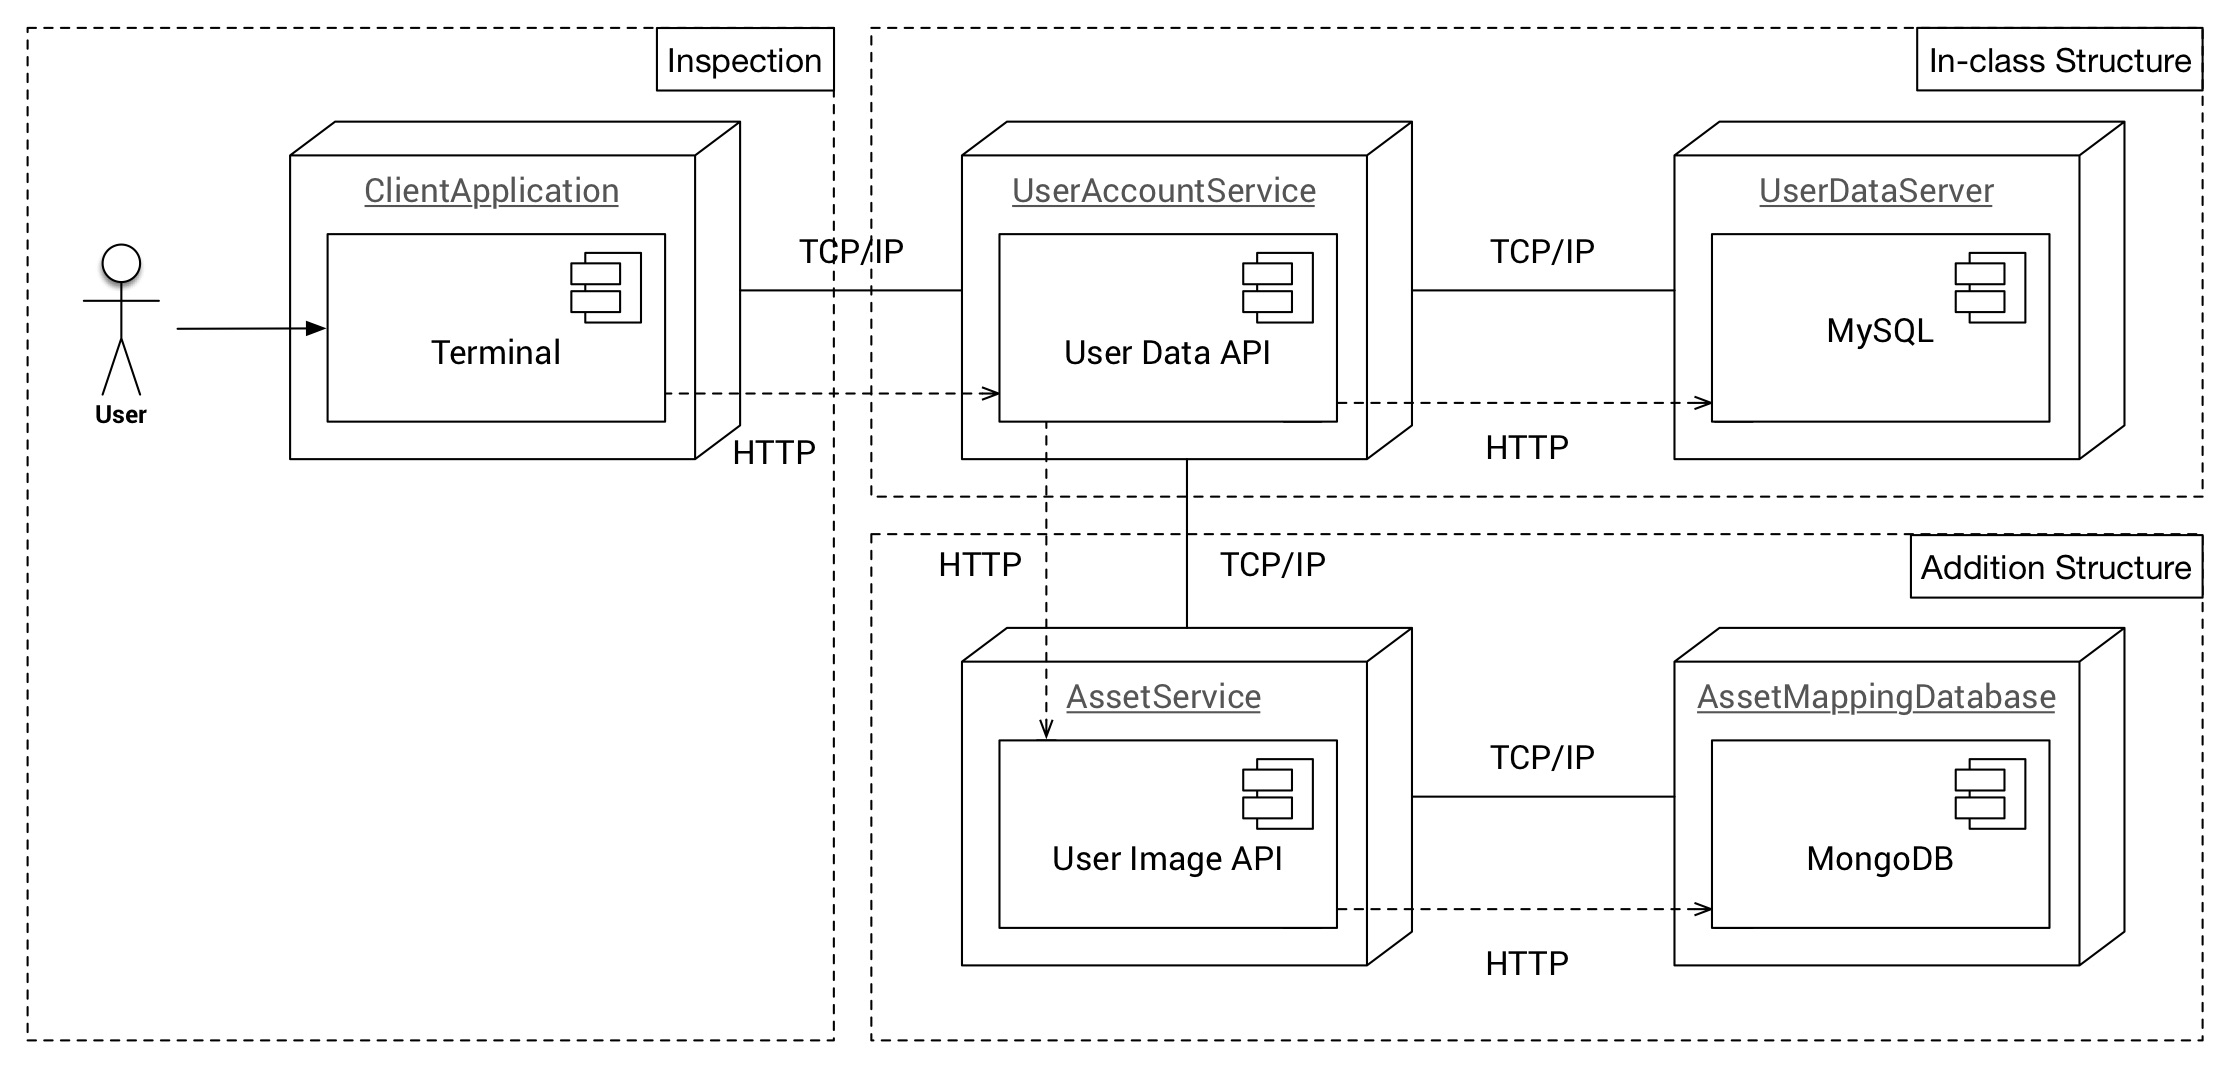 Inspection
In-class Structure
ClientApplication
UserAccountService
UserDataServer
TCP/IP
TCP/IP
Terminal
User Data API
MySQL
User
HTTP
HTTP
HTTP
TCP/IP
Addition Structure
AssetService
AssetMappingDatabase
TCP/IP
User Image API
MongoDB
HTTP